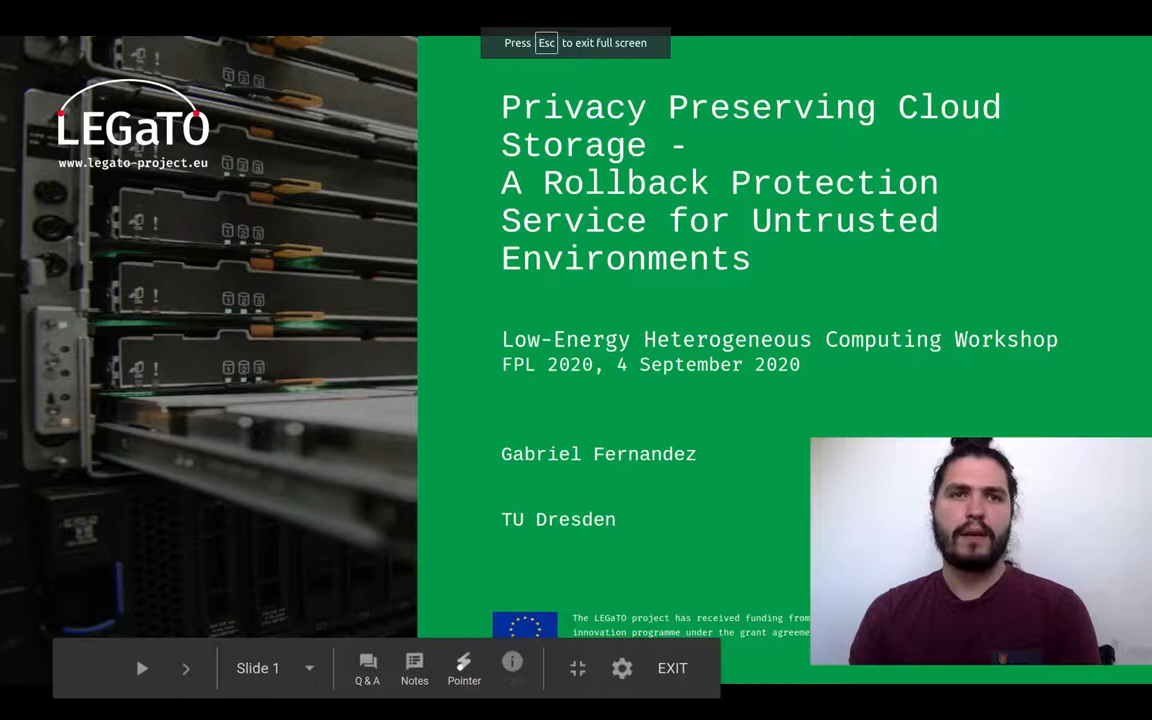 Press Esc to exit full screen
LEGaTO
www.legato-project.eu
Privacy Preserving Cloud
Storage -
A Rollback Protection
Service for Untrusted
Environments
Low-Energy Heterogeneous Computing Workshop
FPL 2020, 4 September 2020
Gabriel Fernandez
TU Dresden
The LEGaTO project has received funding from
innovation programme under the grant agreeme
Slide 1
Q & A
Notes
Pointer
EXIT